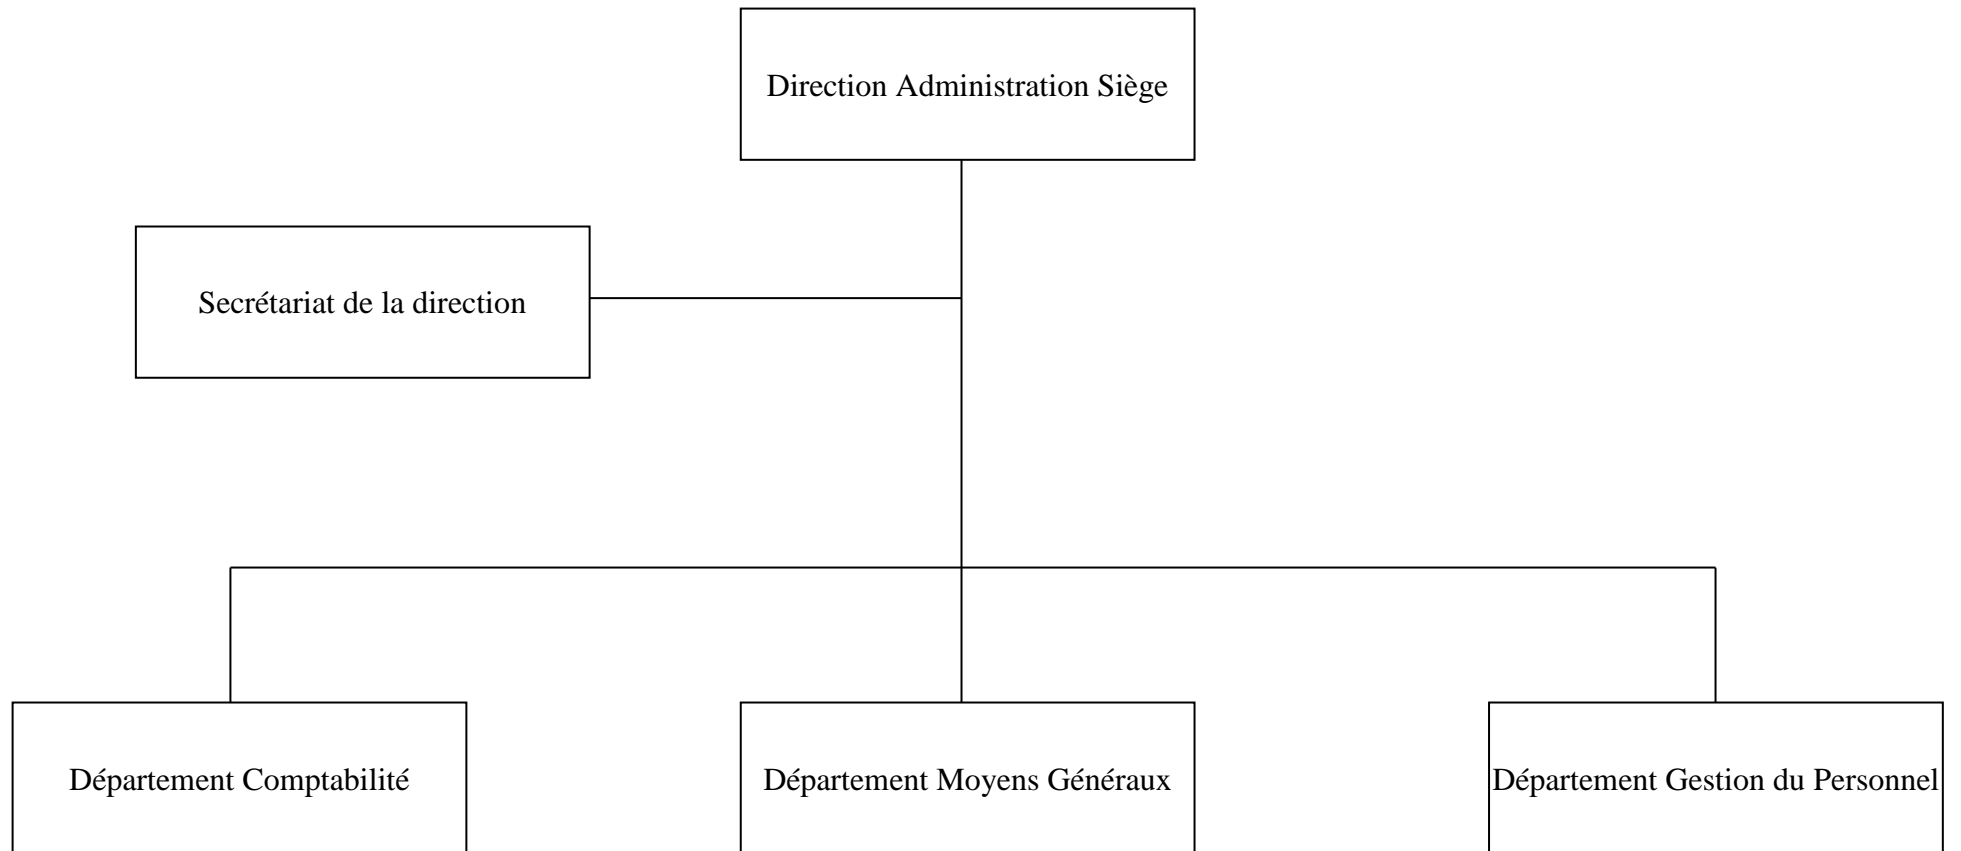 Direction Administration Siège
Secrétariat de la direction
Département Comptabilité
Département Moyens Généraux
Département Gestion du Personnel